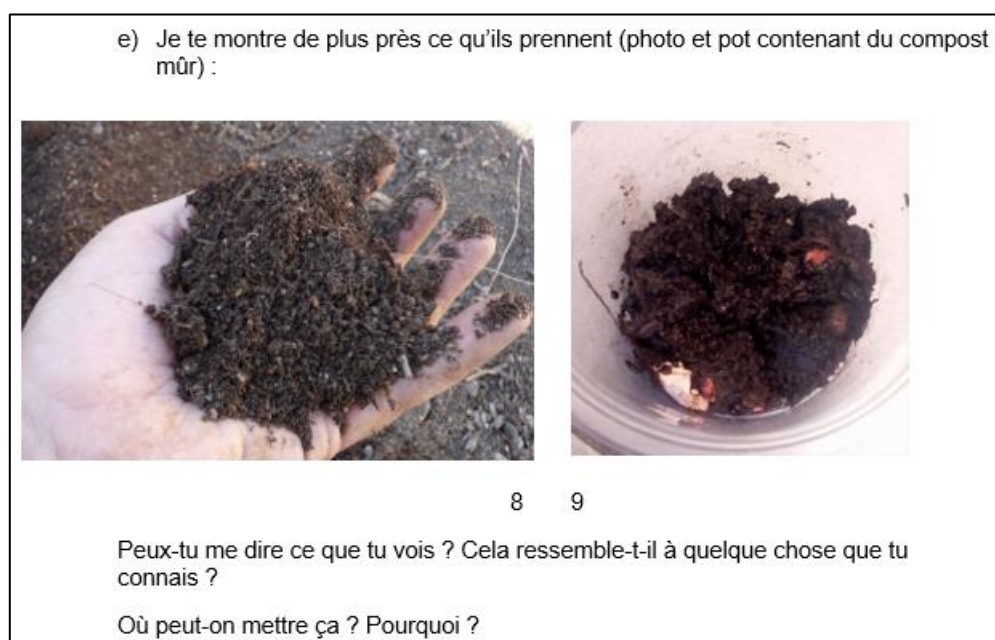 e) Je te montre de plus près ce qu'ils prennent (photo et pot contenant du compost
mûr) :
8 9
Peux-tu me dire ce que tu vois ? Cela ressemble-t-il à quelque chose que tu
connais ?
Où peut-on mettre ça ? Pourquoi ?